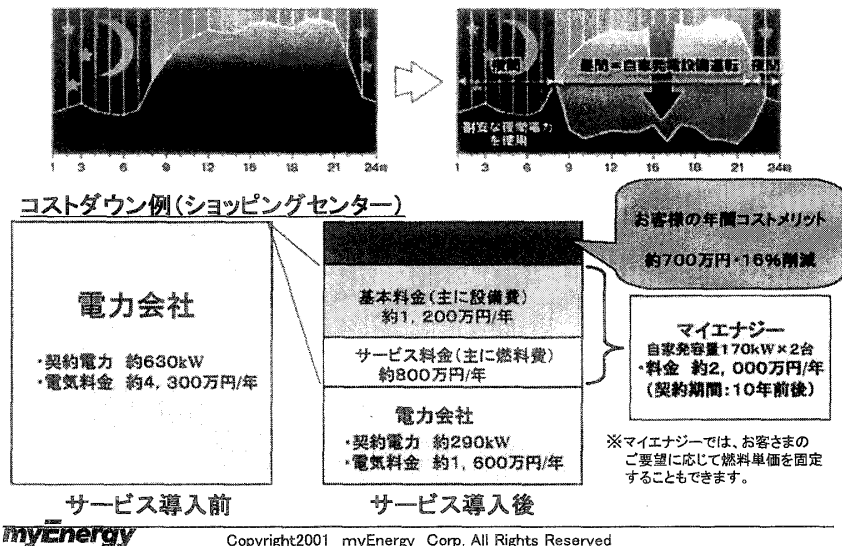 夜間
昼間＝自家発電設備運転
夜間
割安な夜間電力
を使用
1 3 6 9 12 16 18 21 24時
1 3 6 9 12 16 18 21 24時
コストダウン例(ショッピングセンター)
お客様の年間コストメリット
約700万円・16%削減
電力会社
・契約電力 約630kW
・電気料金 約4，300万円/年
基本料金(主に設備費)
約1，200万円/年
サービス料金(主に燃料費)
約800万円/年
電力会社
・契約電力 約290kW
・電気料金 約1，600万円/年
マイエナジー
自家発容量170kW×2台
・料金 約2，000万円/年
(契約期間:10年前後)
※マイエナジーでは、お客さまの
ご要望に応じて燃料単価を固定
することもできます。
サービス導入前
サービス導入後
myEnergy
Copyright2001 myEnergy Corp. All Rights Reserved